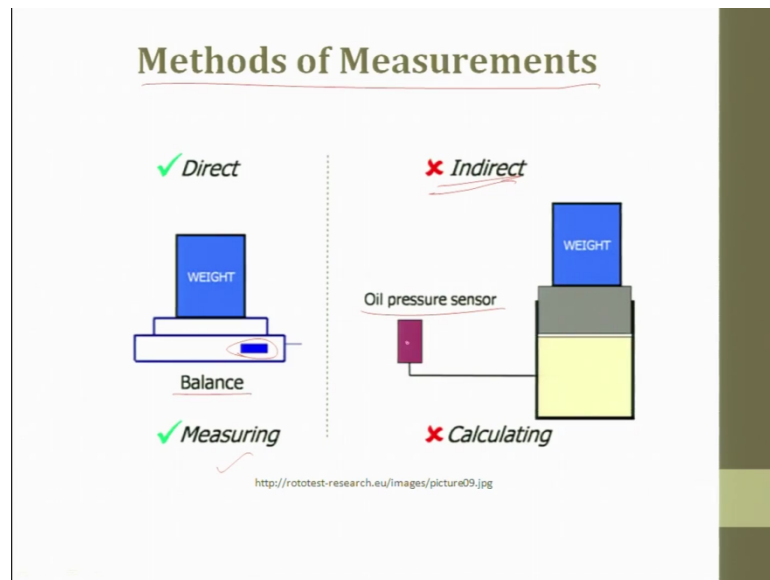 Methods of Measurements
✓ Direct
WEIGHT
Balance
✓ Measuring
✘ Indirect
WEIGHT
Oil pressure sensor
✘ Calculating
http://rototest-research.eu/images/picture09.jpg